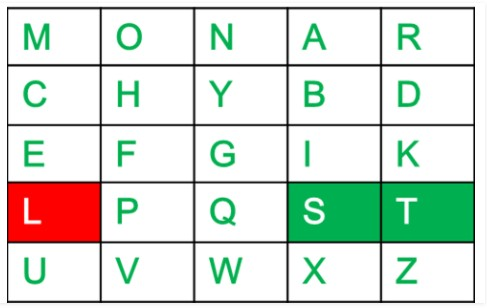 M O N A R
C H Y B D
E F G I K
L P Q S T
U V W X Z